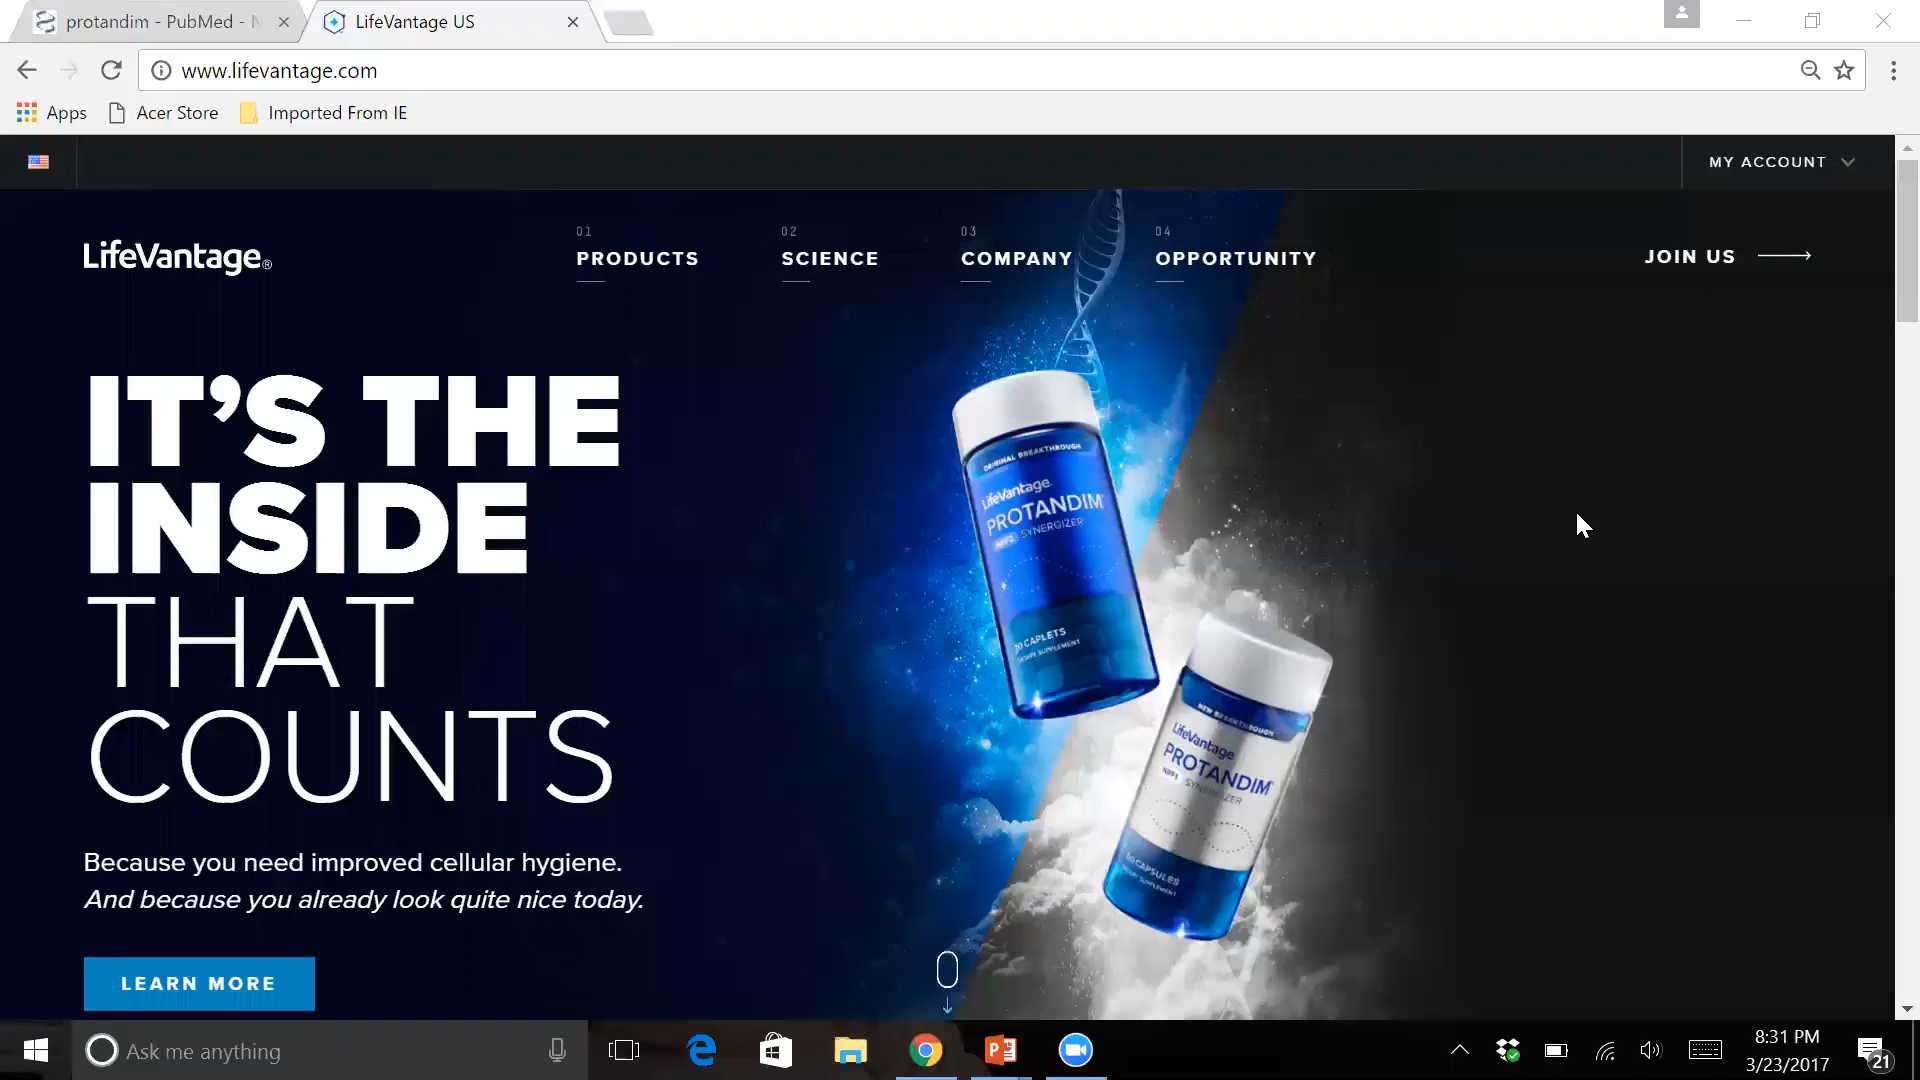 protandim - PubMed - N
LifeVantage US
www.lifevantage.com
Apps
Acer Store
Imported From IE
MY ACCOUNT
LifeVantage®
01
PRODUCTS
02
SCIENCE
03
COMPANY
04
OPPORTUNITY
JOIN US
IT’S THE
INSIDE
THAT
COUNTS
Because you need improved cellular hygiene.
And because you already look quite nice today.
LEARN MORE
ORIGINAL BREAKTHROUGH
LifeVantage
PROTANDIM
NRF2 SYNERGIZER
30 CAPLETS
DIETARY SUPPLEMENT
NEW BREAKTHROUGH
LifeVantage
PROTANDIM
NRF1 SYNERGIZER
60 CAPSULES
DIETARY SUPPLEMENT
Ask me anything
8:31 PM
3/23/2017
21